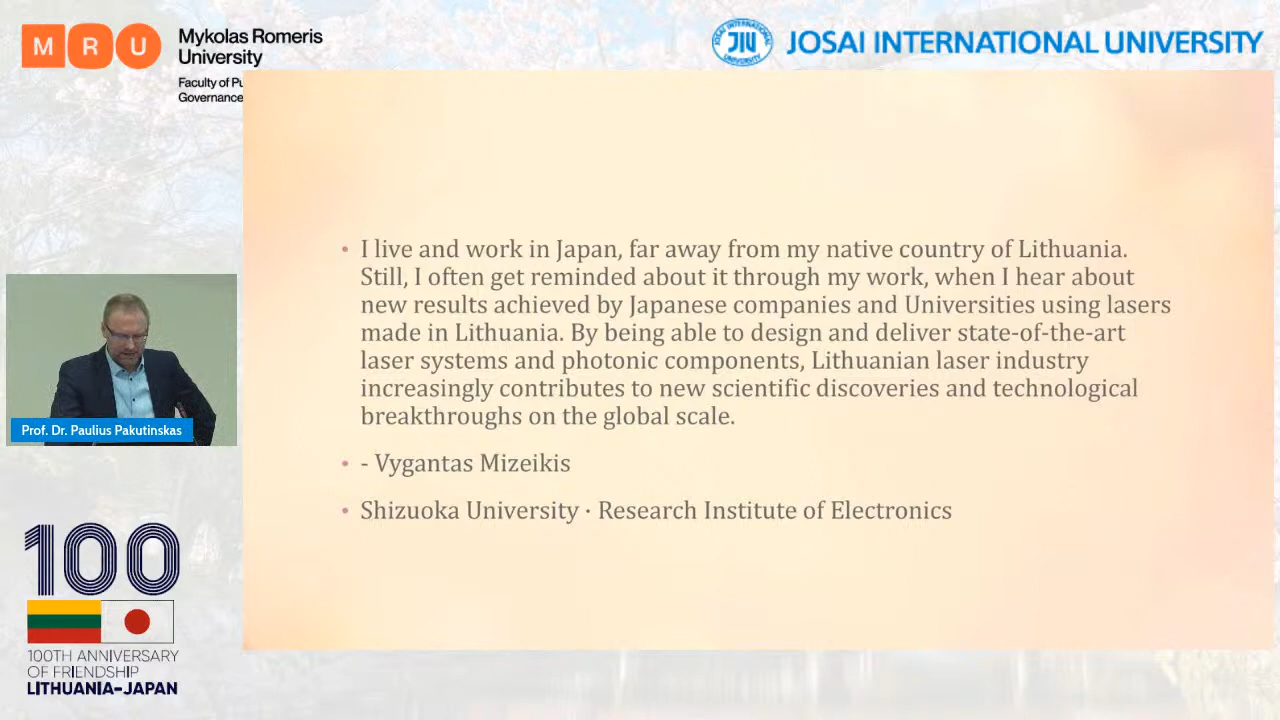 MRU
Mykolas Romeris
University
Faculty of Pu
Governance
JIU
JOSAI INTERNATIONAL UNIVERSITY
• I live and work in Japan, far away from my native country of Lithuania.
Still, I often get reminded about it through my work, when I hear about
new results achieved by Japanese companies and Universities using lasers
made in Lithuania. By being able to design and deliver state-of-the-art
laser systems and photonic components, Lithuanian laser industry
increasingly contributes to new scientific discoveries and technological
breakthroughs on the global scale.
• - Vygantas Mizeikis
• Shizuoka University · Research Institute of Electronics
Prof. Dr. Paulius Pakutinskas
100
100TH ANNIVERSARY
OF FRIENDSHIP
LITHUANIA–JAPAN